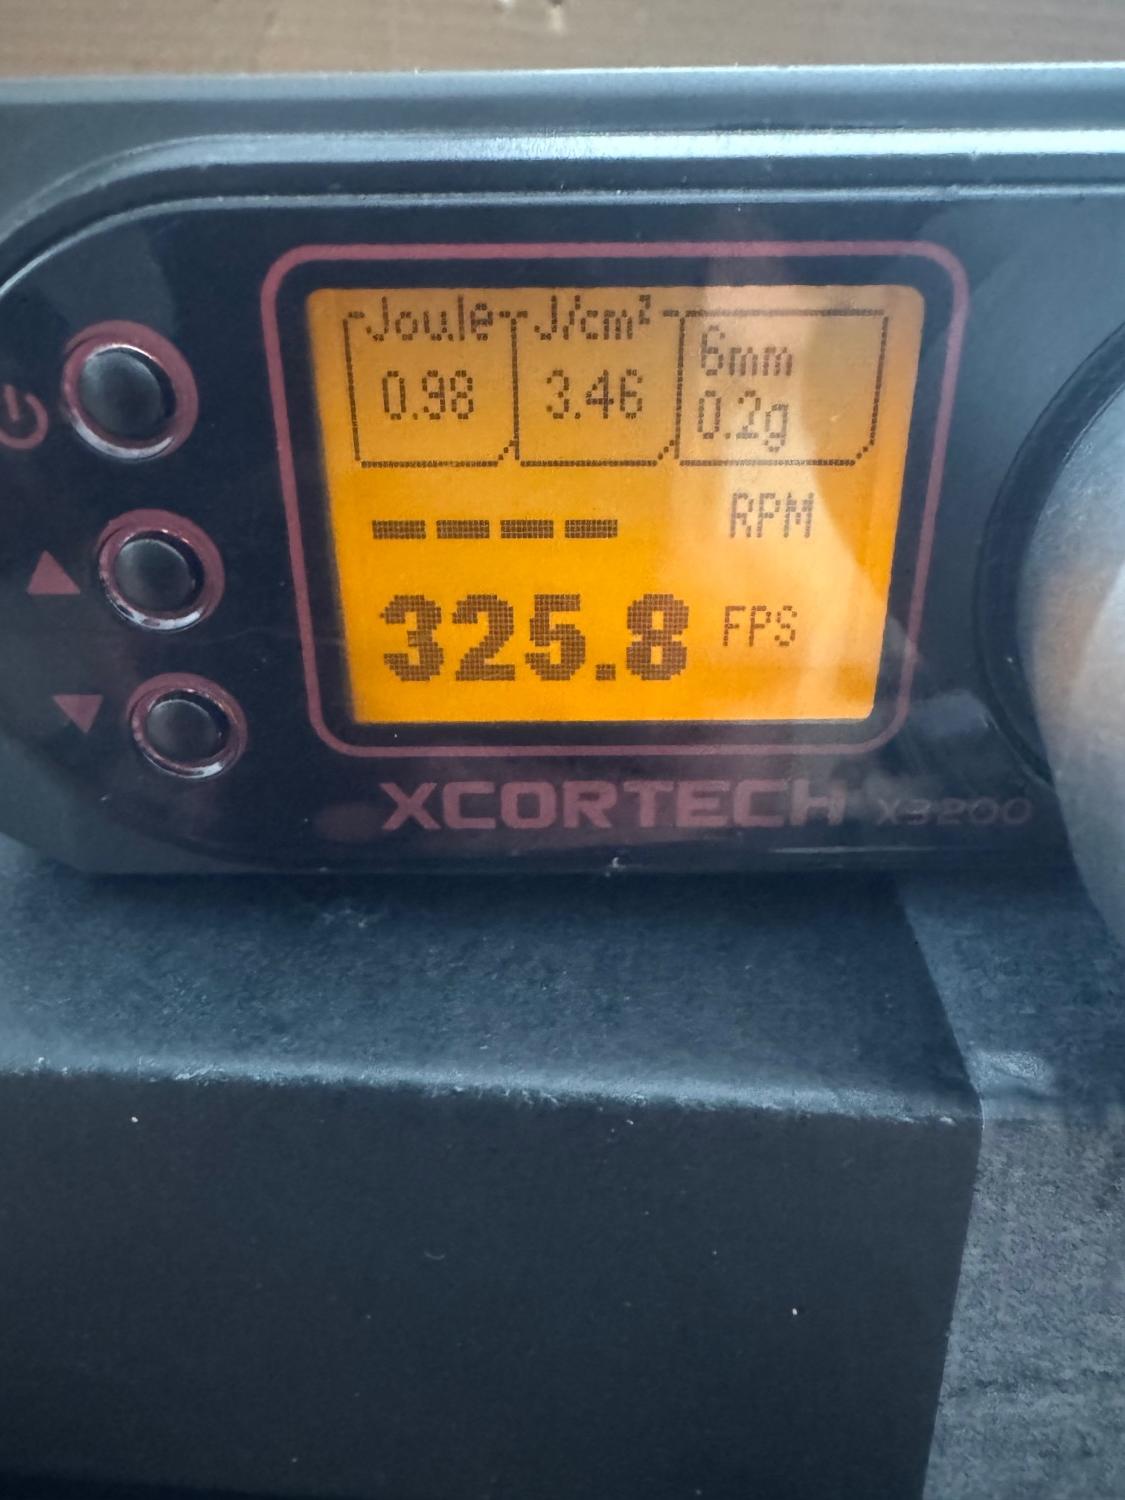 Joule J/cm² 6mm
0.98 3.46 0.2g
---- RPM
325.8 FPS
XCORTECH X3200